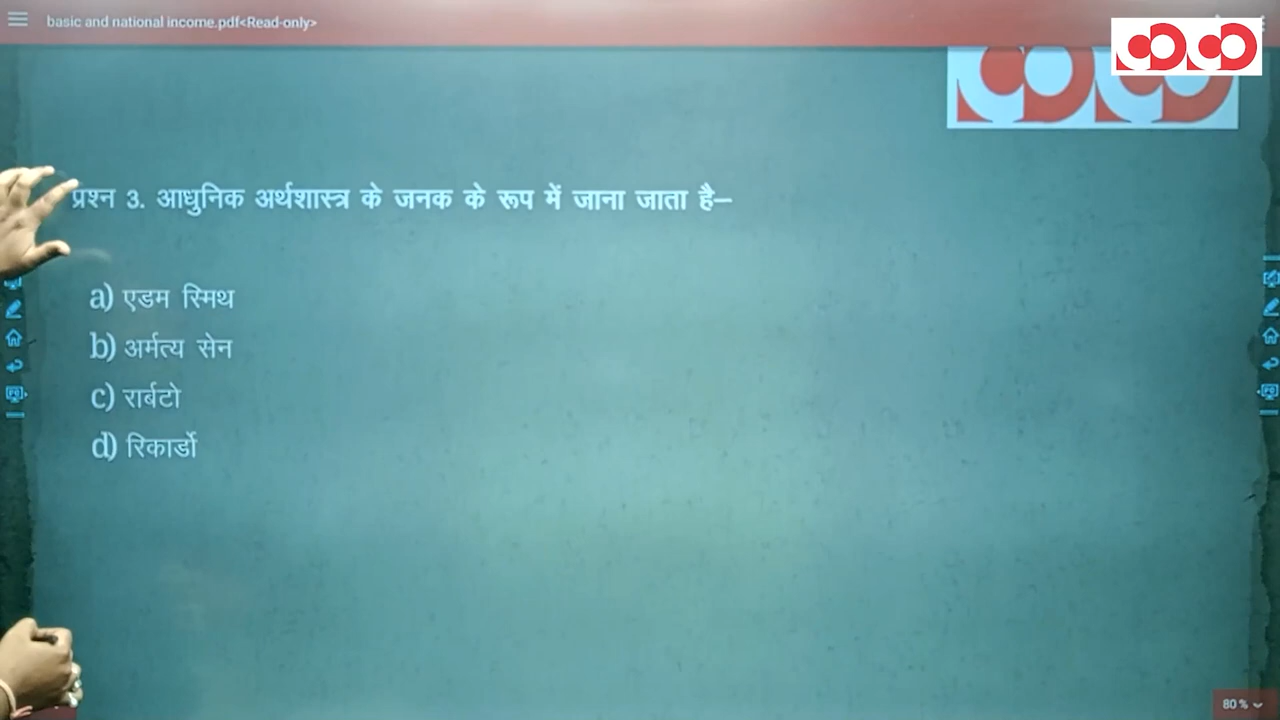 basic and national income.pdf<Read-only>
प्रश्न 3. आधुनिक अर्थशास्त्र के जनक के रूप में जाना जाता है–
a) एडम स्मिथ
b) अर्मत्य सेन
c) रार्बटो
d) रिकार्डो
80 %